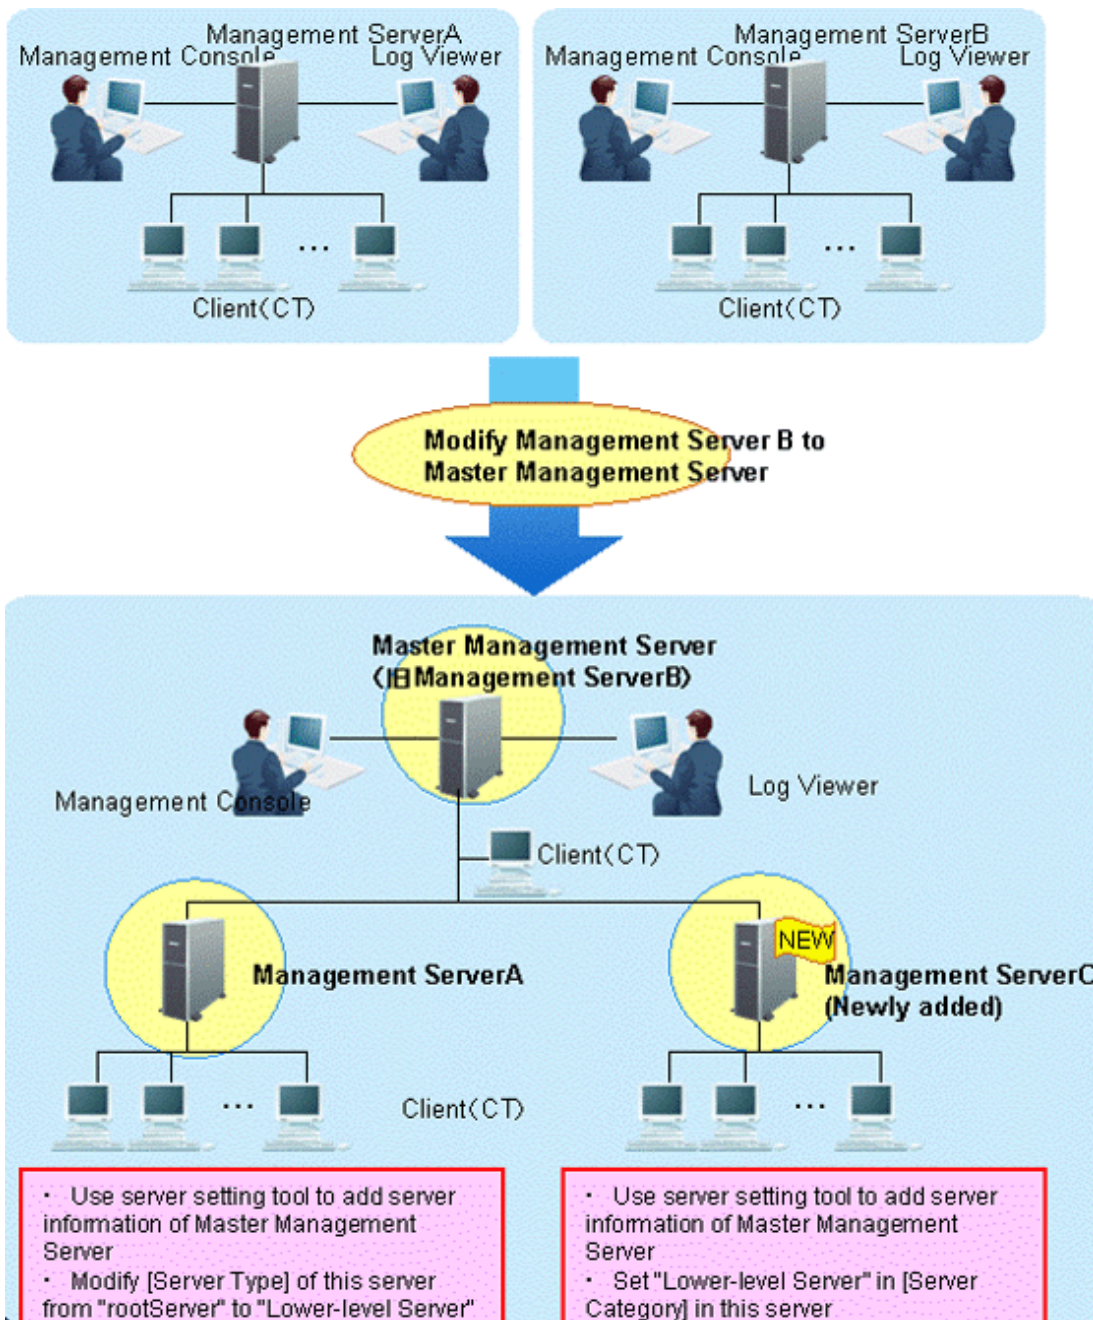 Management ServerA
Management Console
Log Viewer
Client(CT)
Management ServerB
Management Console
Log Viewer
Client(CT)
Modify Management Server B to
Master Management Server
Master Management Server
(旧Management ServerB)
Management Console
Log Viewer
Client(CT)
Management ServerA
NEW
Management ServerC
(Newly added)
Client(CT)
・ Use server setting tool to add server
information of Master Management
Server
・ Modify [Server Type] of this server
from "rootServer" to "Lower-level Server"
・ Use server setting tool to add server
information of Master Management
Server
・ Set "Lower-level Server" in [Server
Category] in this server